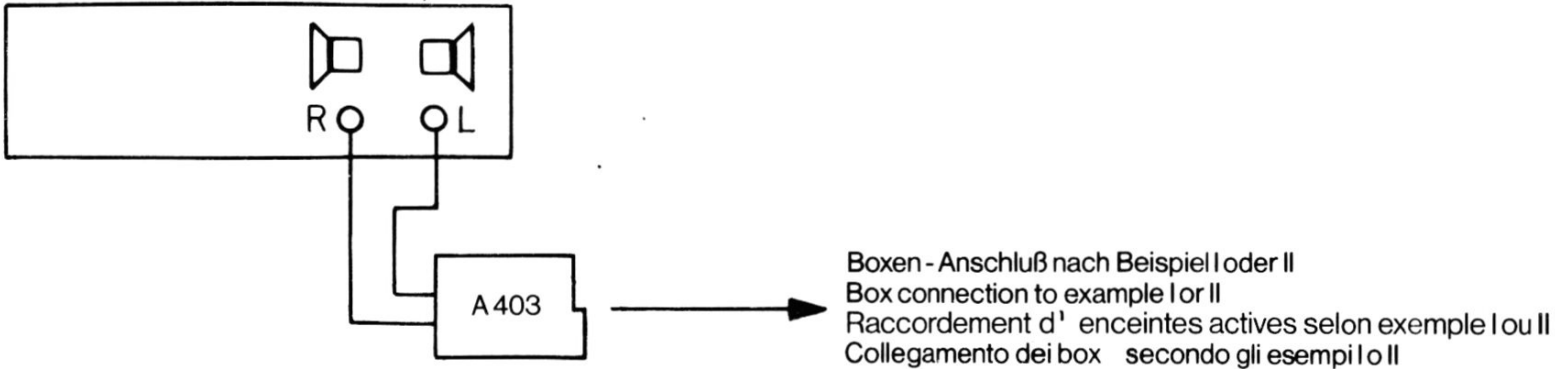 R L
A 403
Boxen - Anschluß nach Beispiel I oder II
Box connection to example I or II
Raccordement d' enceintes actives selon exemple I ou II
Collegamento dei box secondo gli esempi I o II